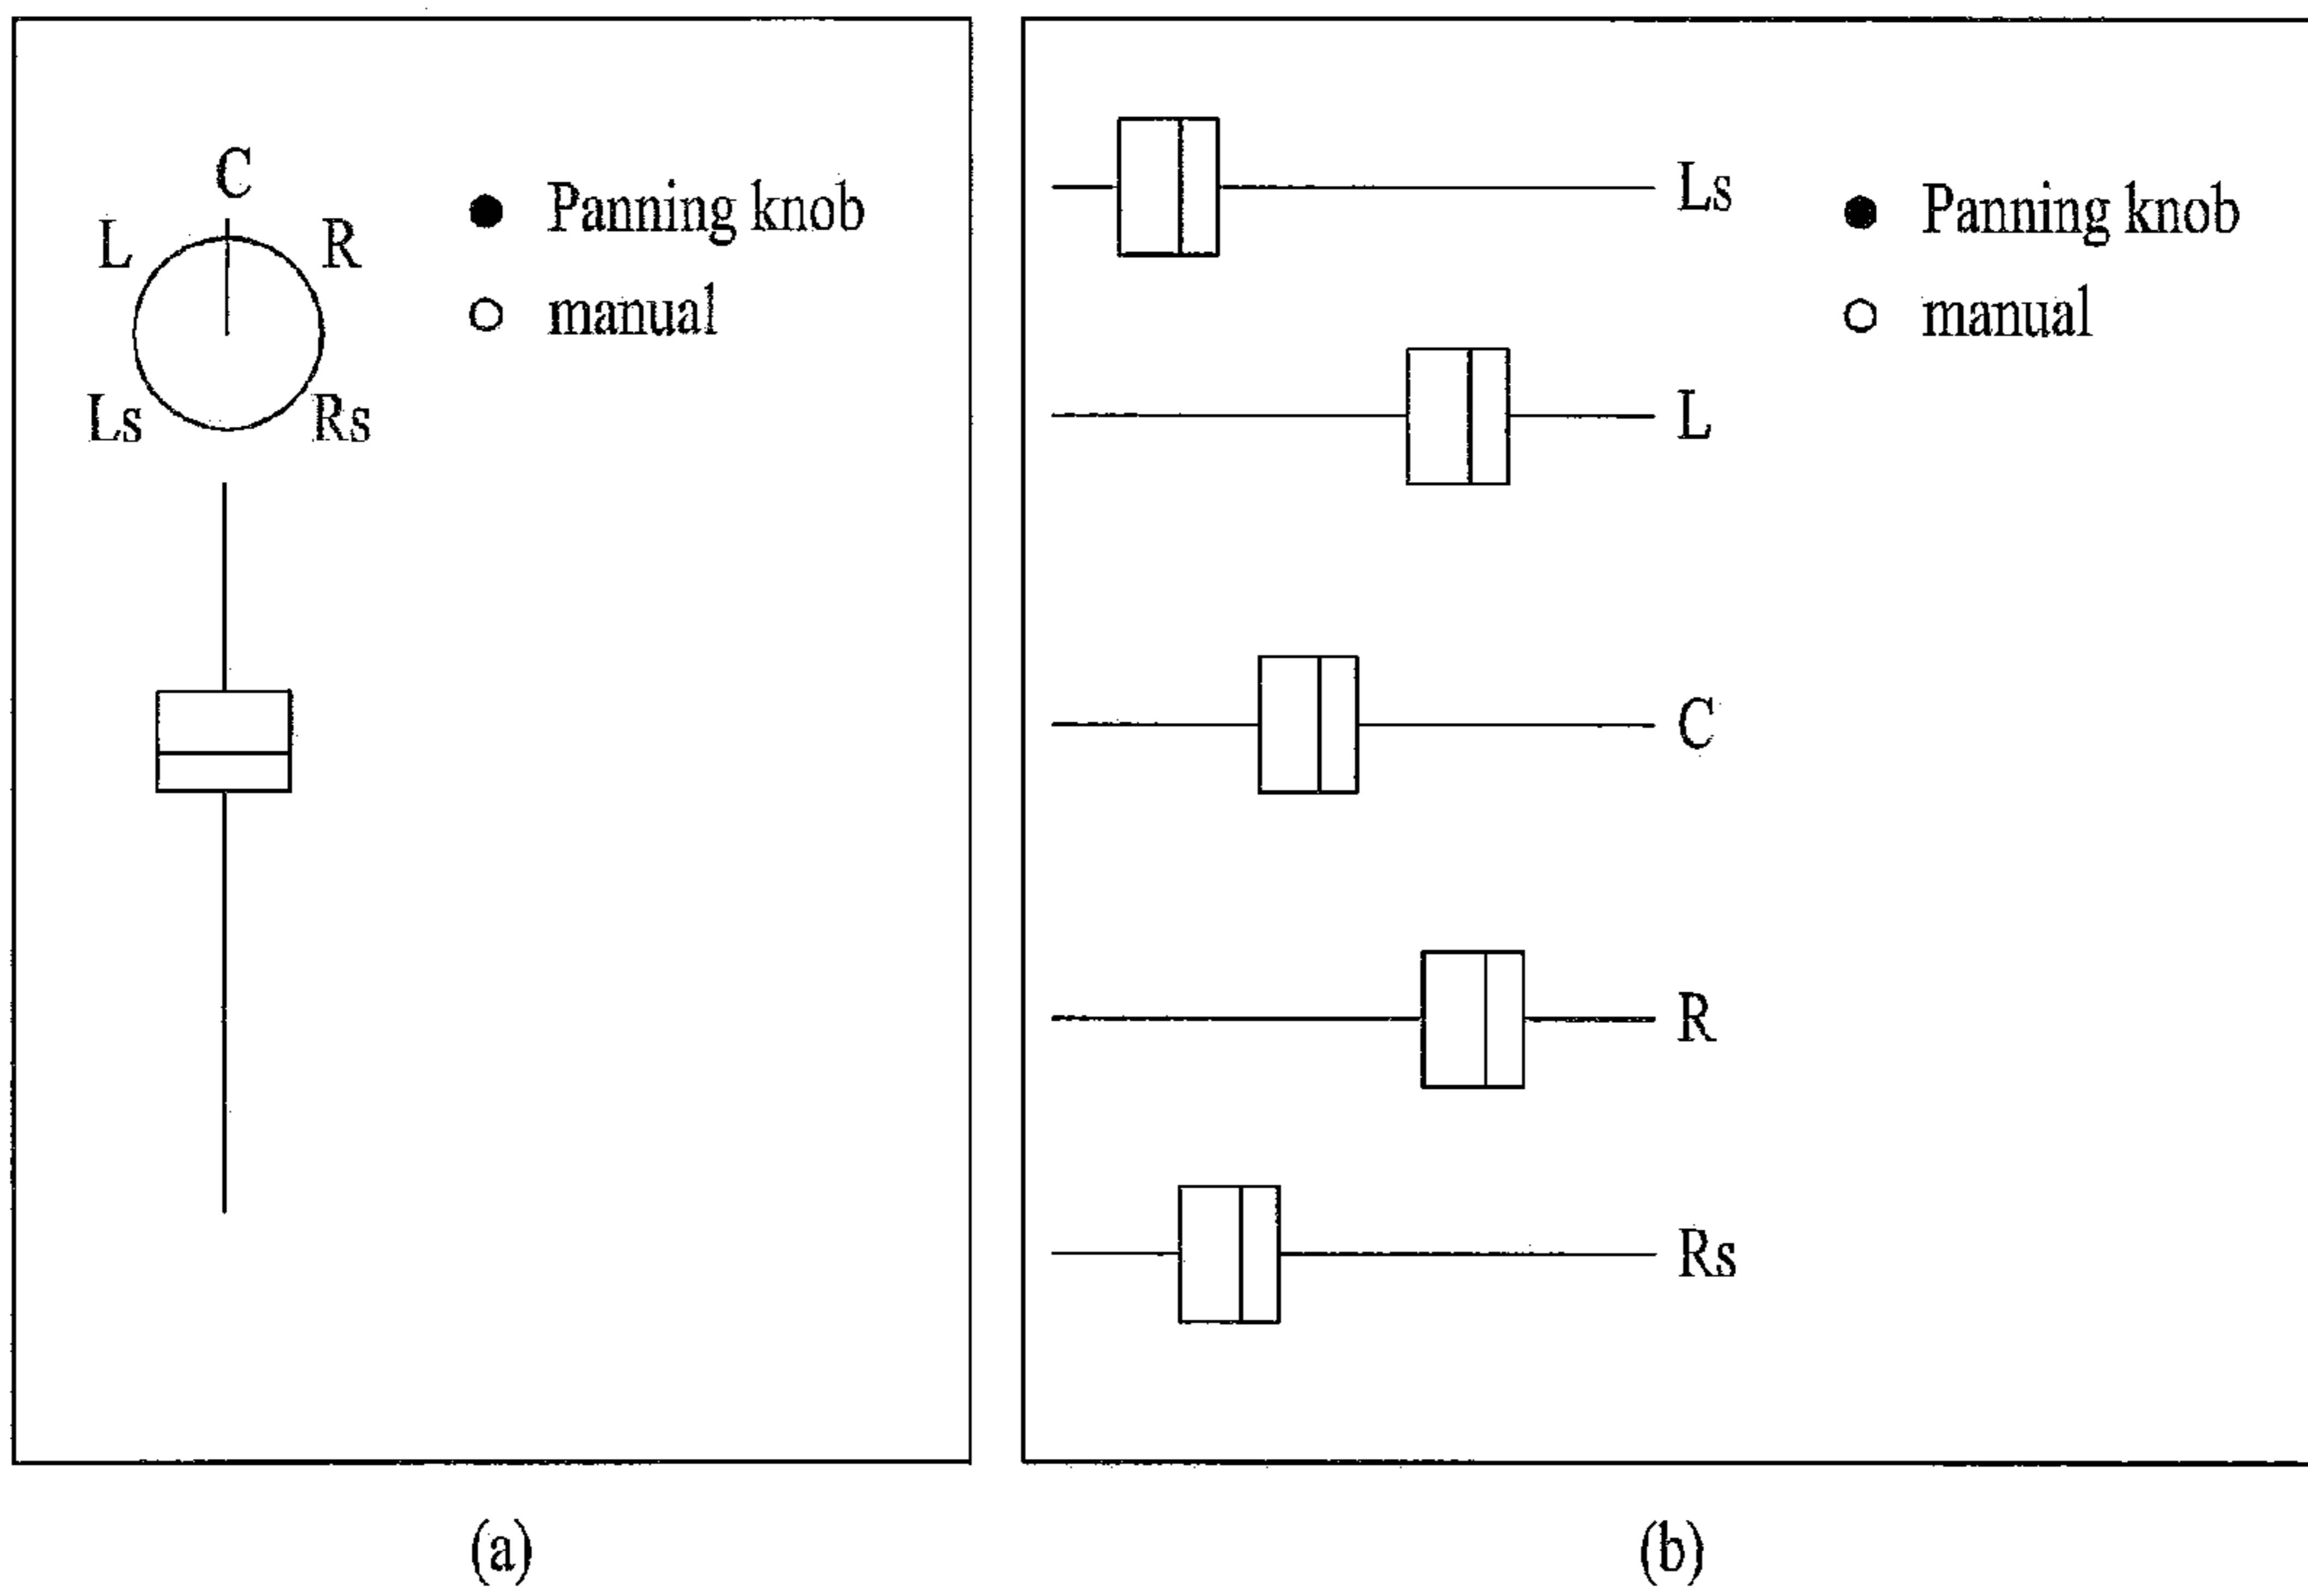 C
L
R
Ls
Rs
Panning knob
manual
Ls
L
C
R
Rs
Panning knob
manual
(a)
(b)